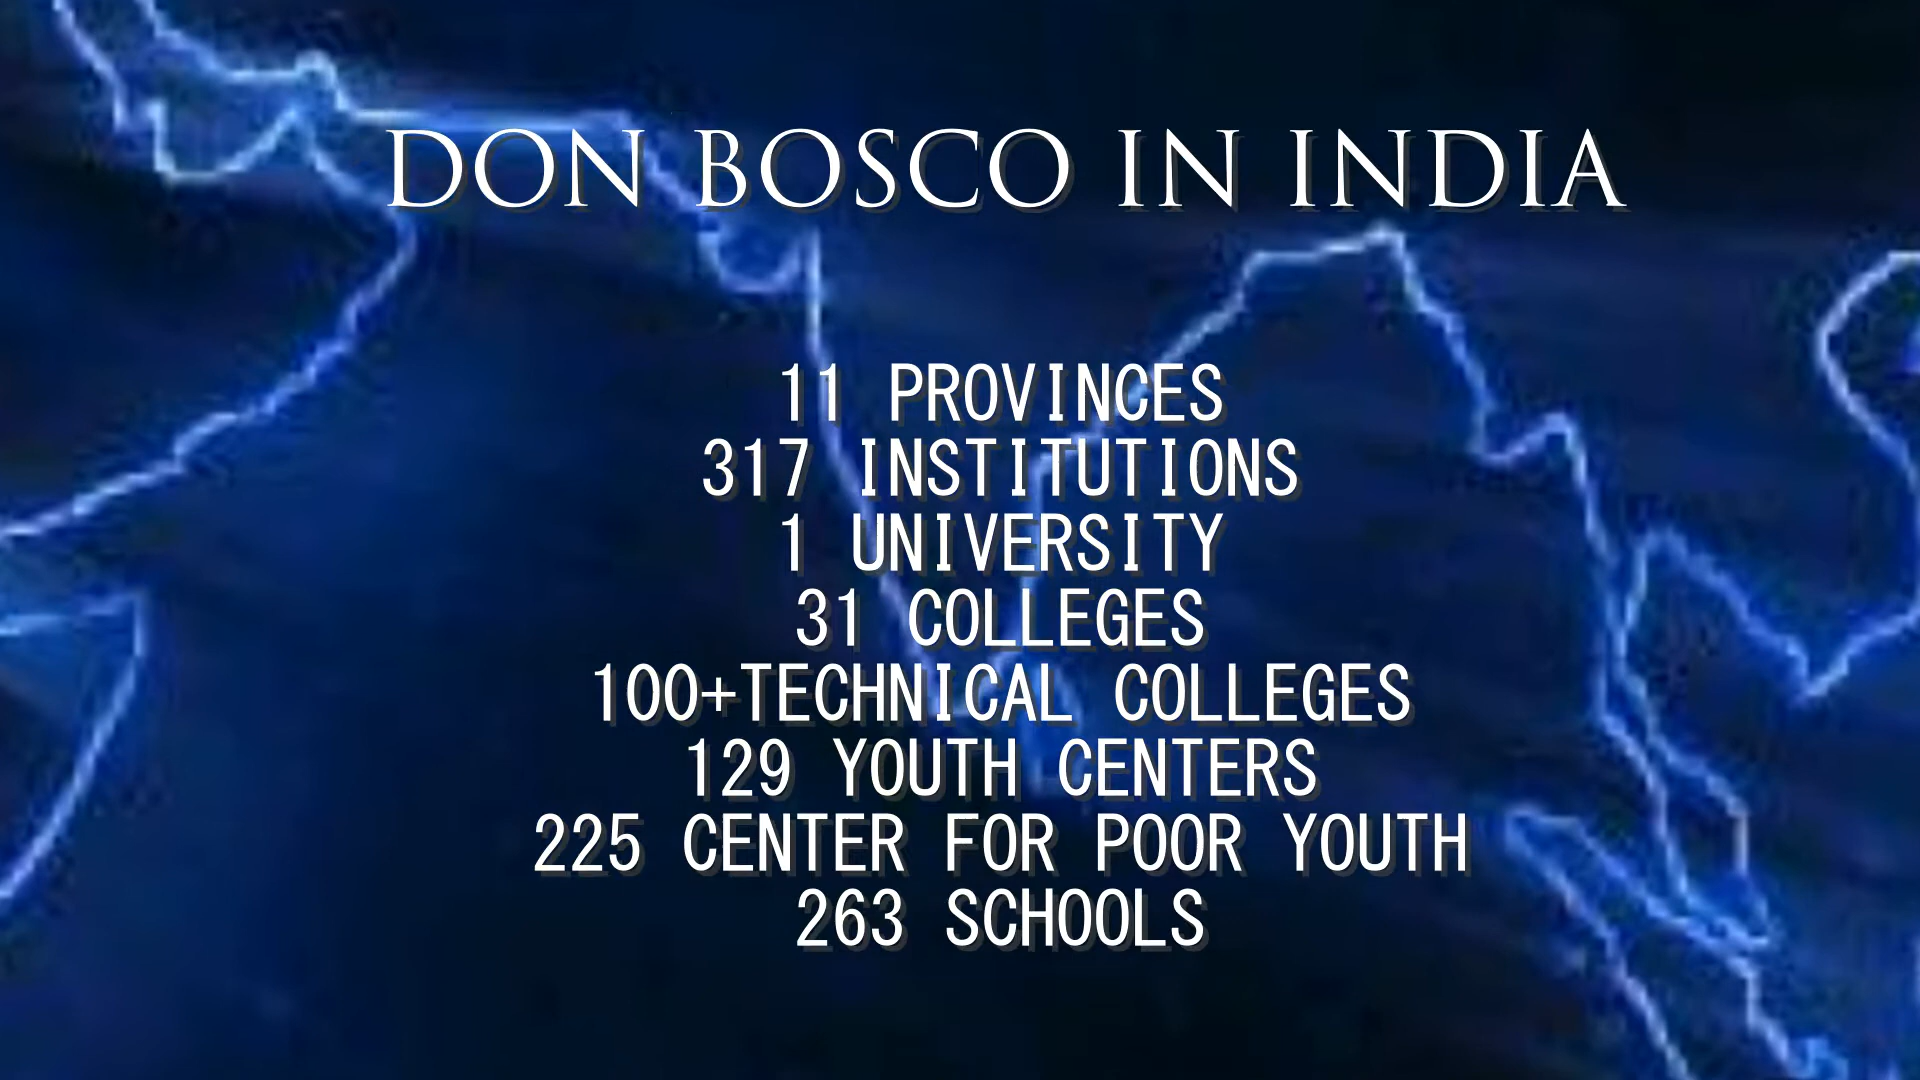 DON BOSCO IN INDIA
11 PROVINCES
317 INSTITUTIONS
1 UNIVERSITY
31 COLLEGES
100+TECHNICAL COLLEGES
129 YOUTH CENTERS
225 CENTER FOR POOR YOUTH
263 SCHOOLS